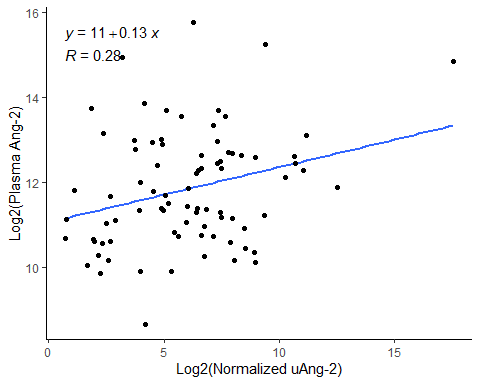 16
y = 11+0.13 x
R = 0.28
14
12
10
Log2(Plasma Ang-2)
0
5
10
15
Log2(Normalized uAng-2)